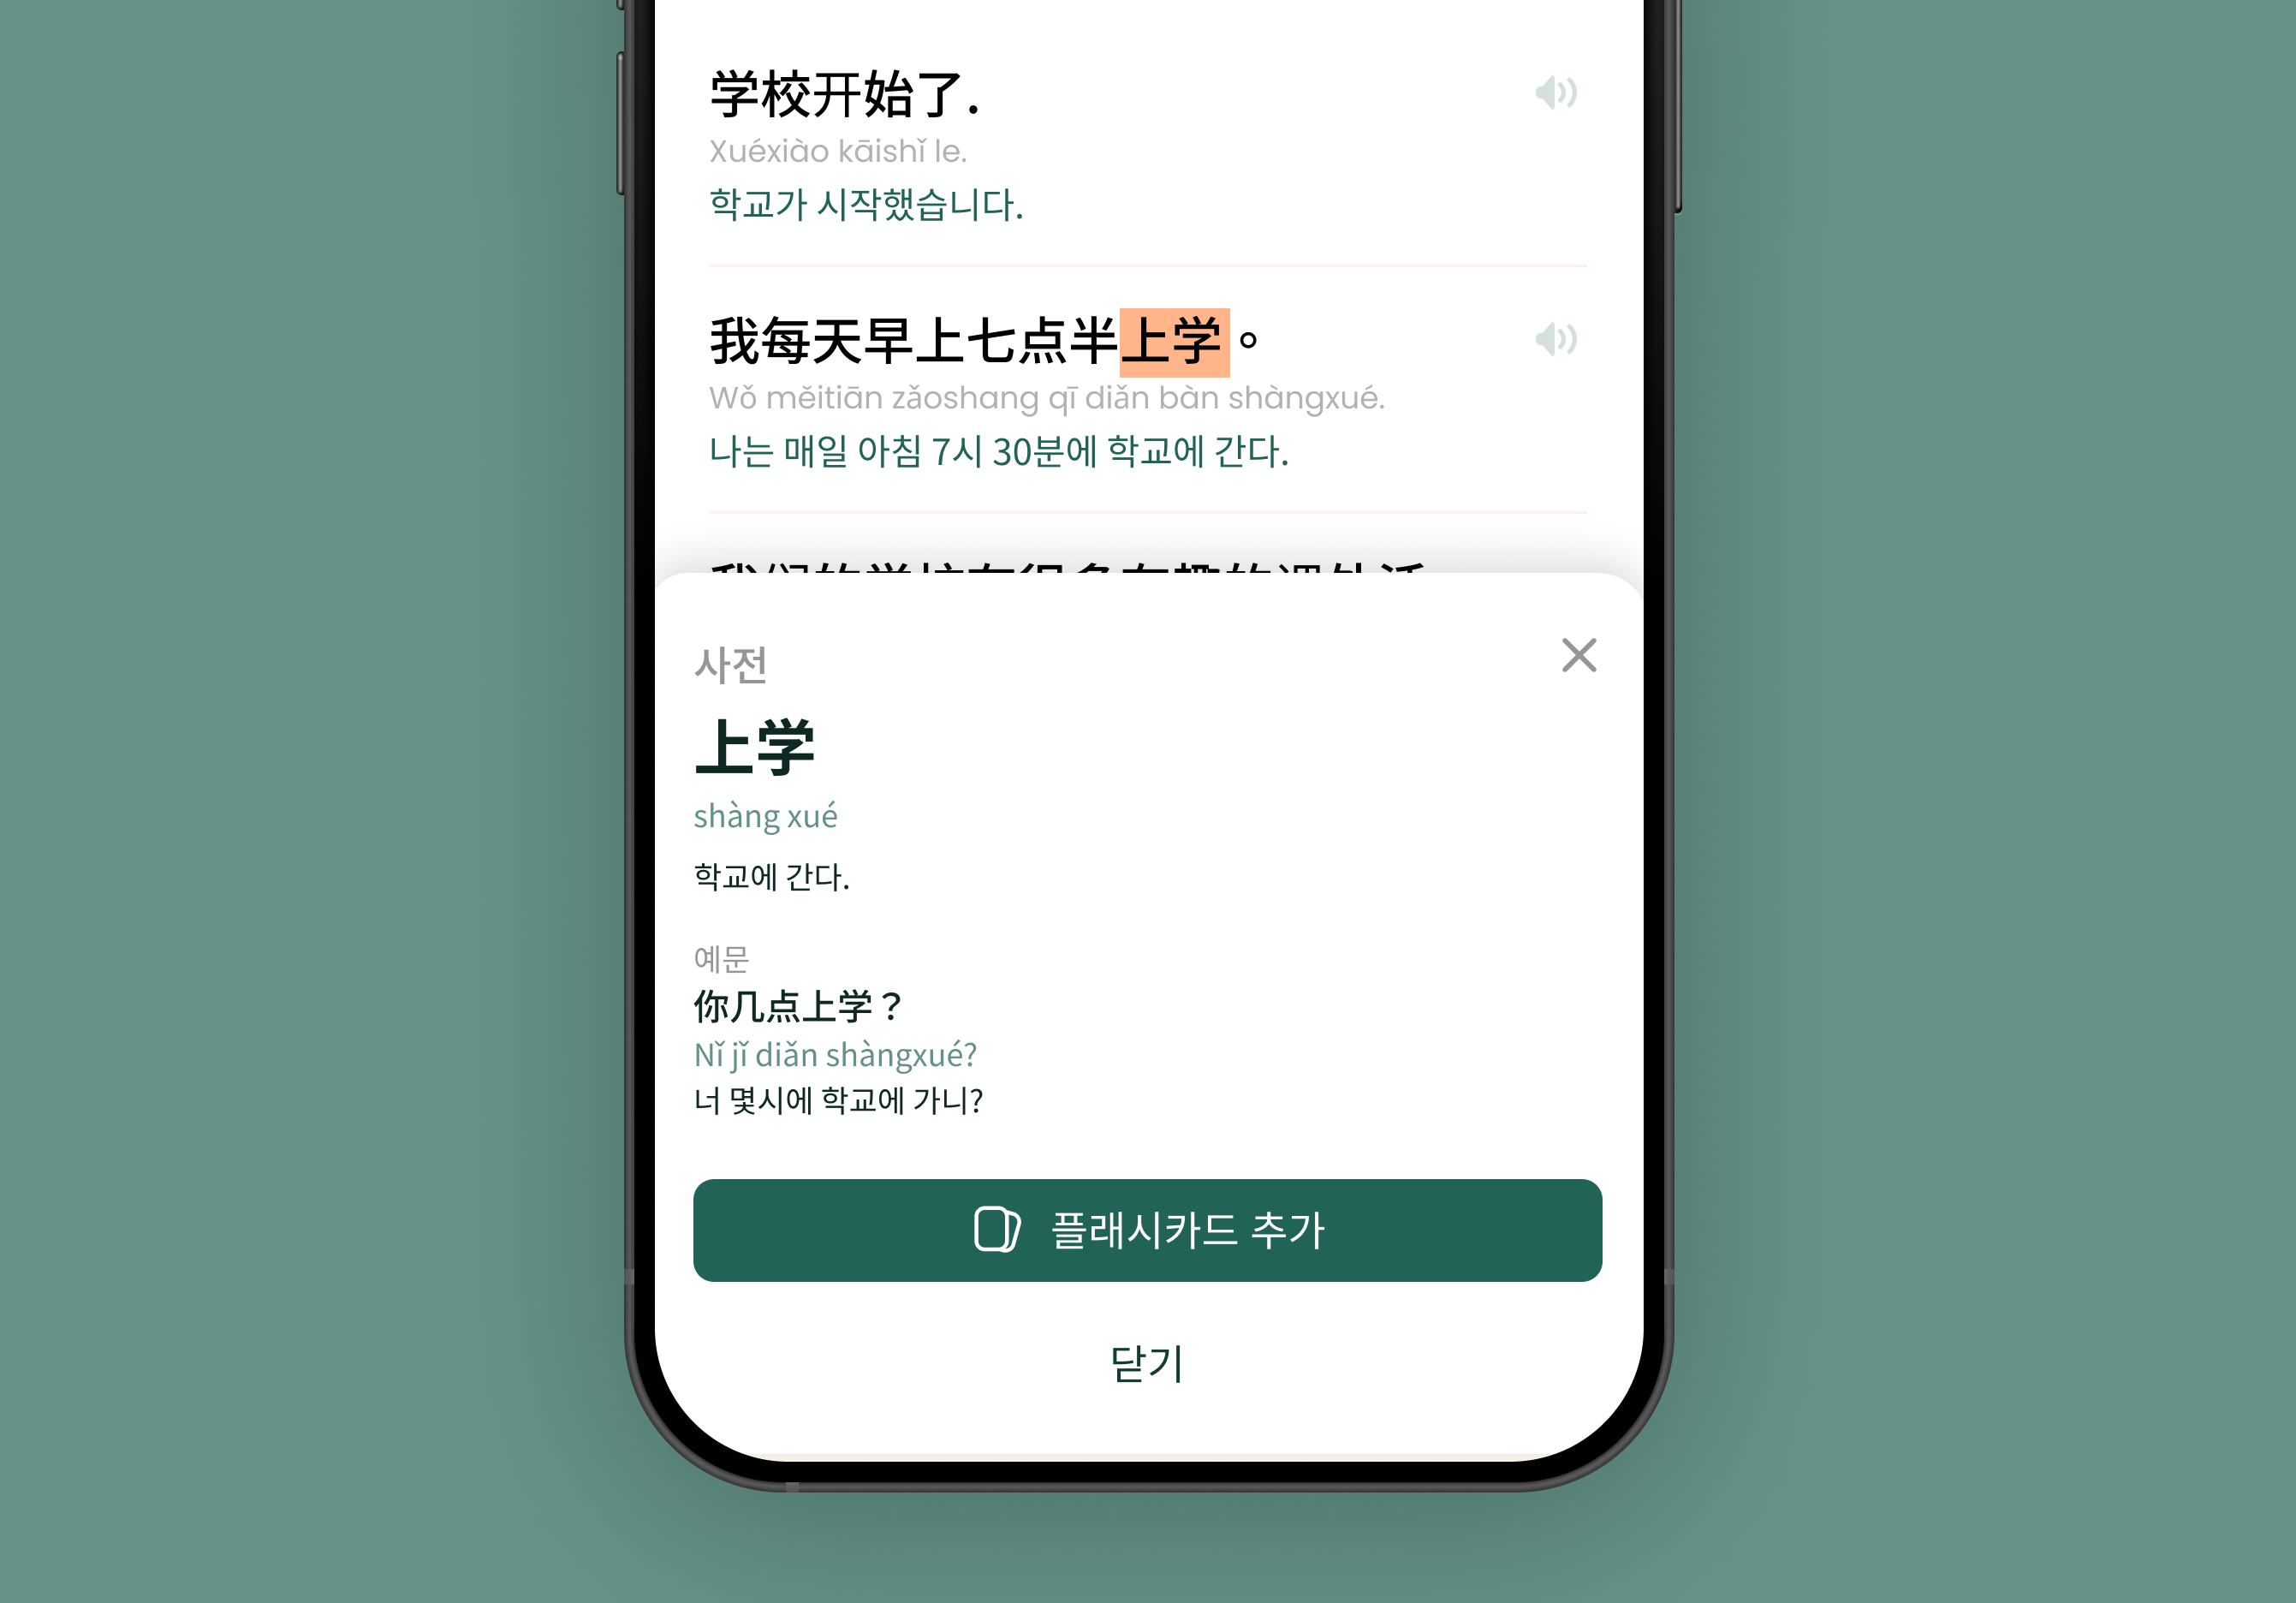 学校开始了.
Xuéxiào kāishǐ le.
학교가 시작했습니다.
我每天早上七点半上学。
Wǒ měitiān zǎoshang qī diǎn bàn shàngxué.
나는 매일 아침 7시 30분에 학교에 간다.
사전
上学
shàng xué
학교에 간다.
예문
你几点上学？
Nǐ jǐ diǎn shàngxué?
너 몇시에 학교에 가니?
플래시카드 추가
닫기